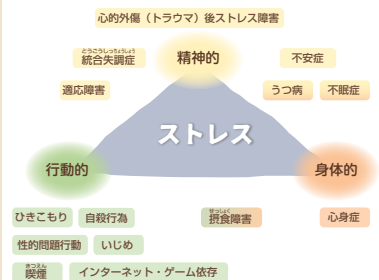 心的外傷（トラウマ）後ストレス障害
とうごうしっちょうしょう
統合失調症
精神的
不安症
適応障害
うつ病
不眠症
ストレス
行動的
身体的
ひきこもり
自殺行為
せっしょく
摂食障害
心身症
性的問題行動
いじめ
きつえん
喫煙
インターネット・ゲーム依存